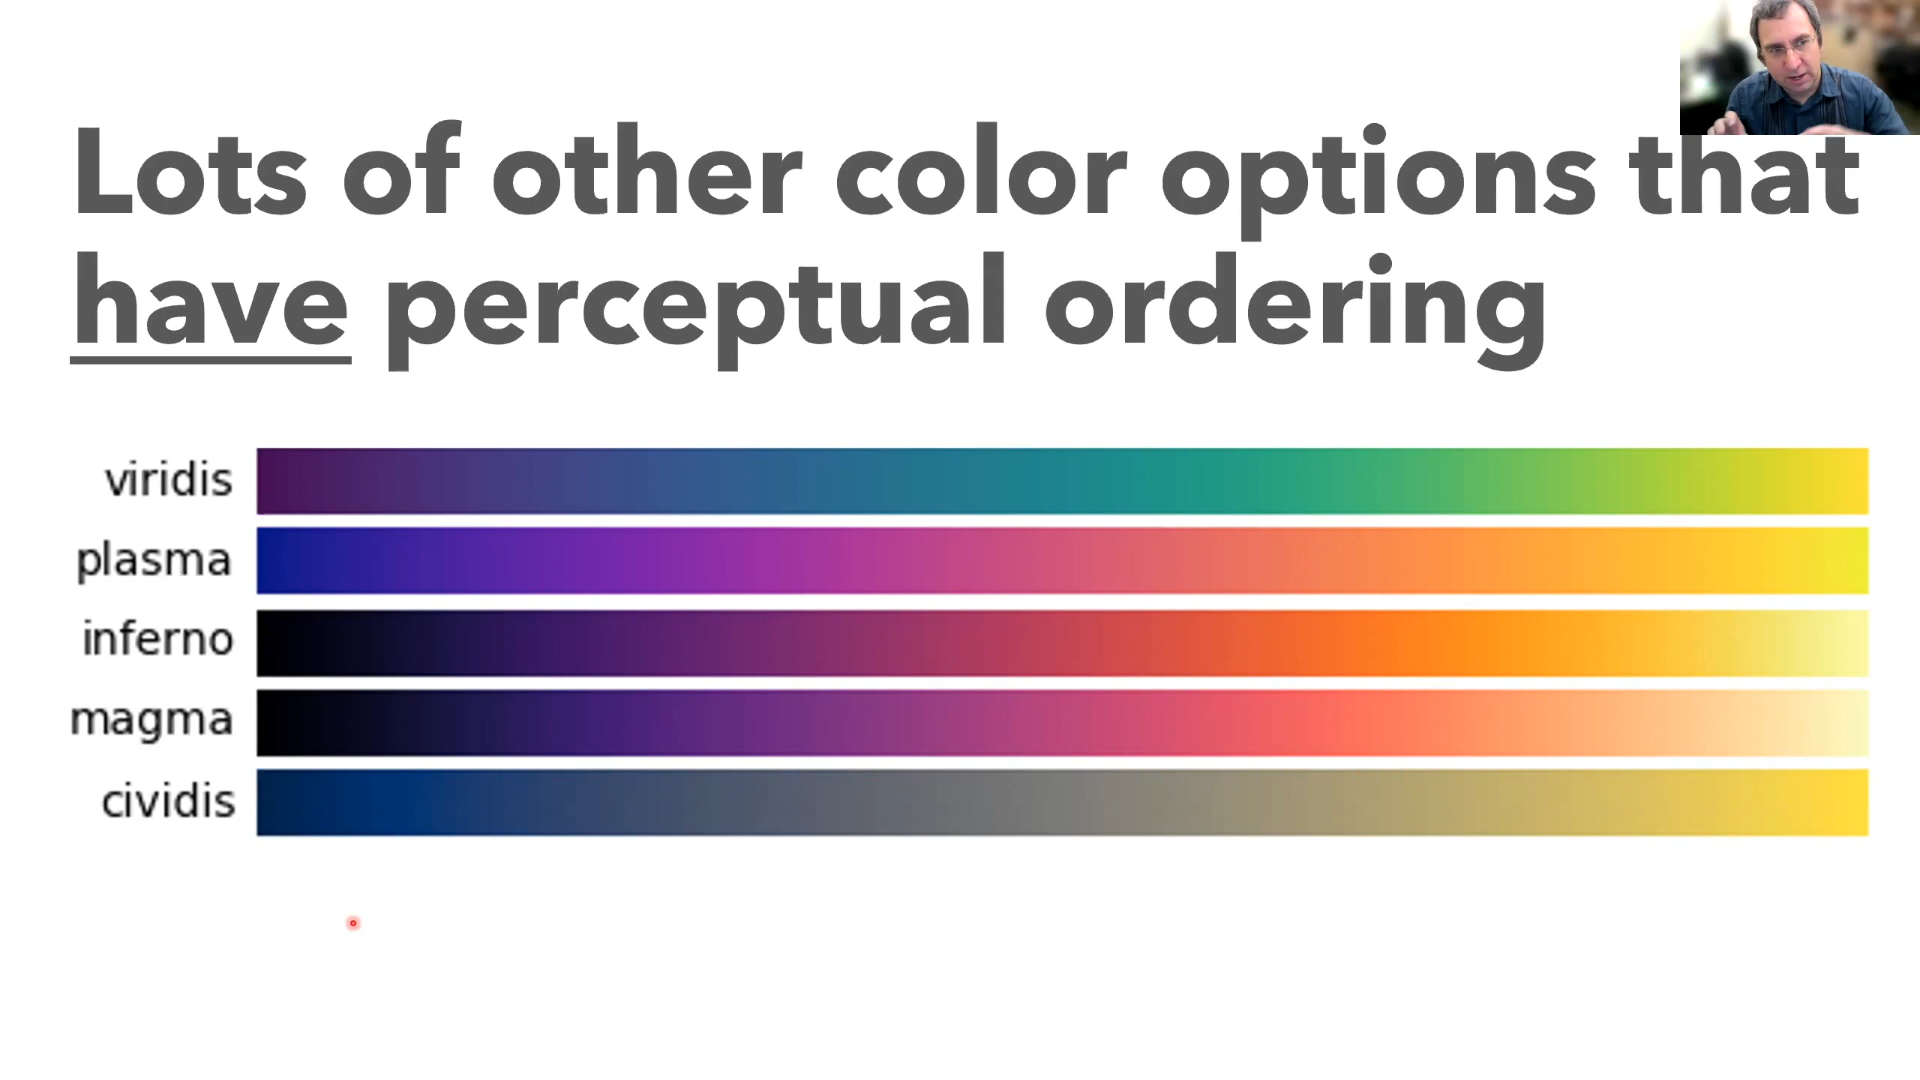 Lots of other color options that
have perceptual ordering
viridis
plasma
inferno
magma
cividis